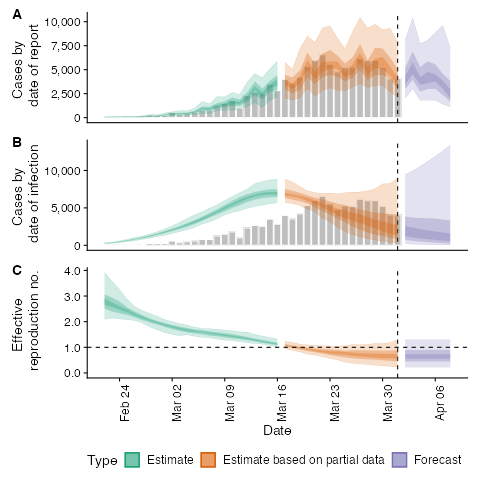 A
Cases by
date of report
10,000
7,500
5,000
2,500
0
B
Cases by
date of infection
10,000
5,000
0
C
Effective
reproduction no.
4.0
3.0
2.0
1.0
0.0
Feb 24
Mar 02
Mar 09
Mar 16
Mar 23
Mar 30
Apr 06
Date
Type Estimate Estimate based on partial data Forecast